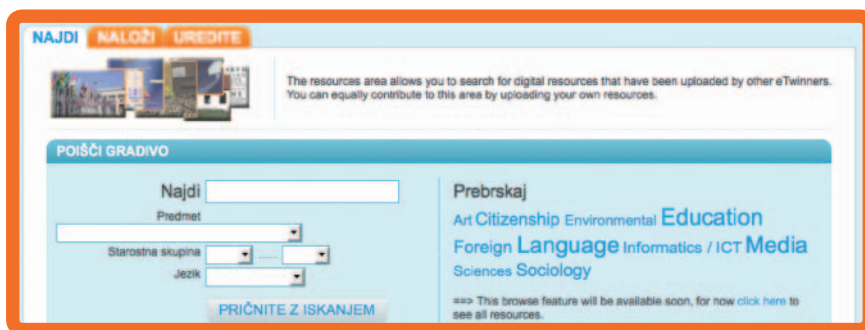 NAJDI NALOŽI UREDITE
The resources area allows you to search for digital resources that have been uploaded by other eTwinners.
You can equally contribute to this area by uploading your own resources.
POIŠČI GRADIVO
Najdi
Predmet
Starostna skupina .....
Jezik
PRIČNITE Z ISKANJEM
Prebrskaj
Art Citizenship Environmental Education
Foreign Language Informatics / ICT Media
Sciences Sociology
==> This browse feature will be available soon, for now click here to
see all resources.